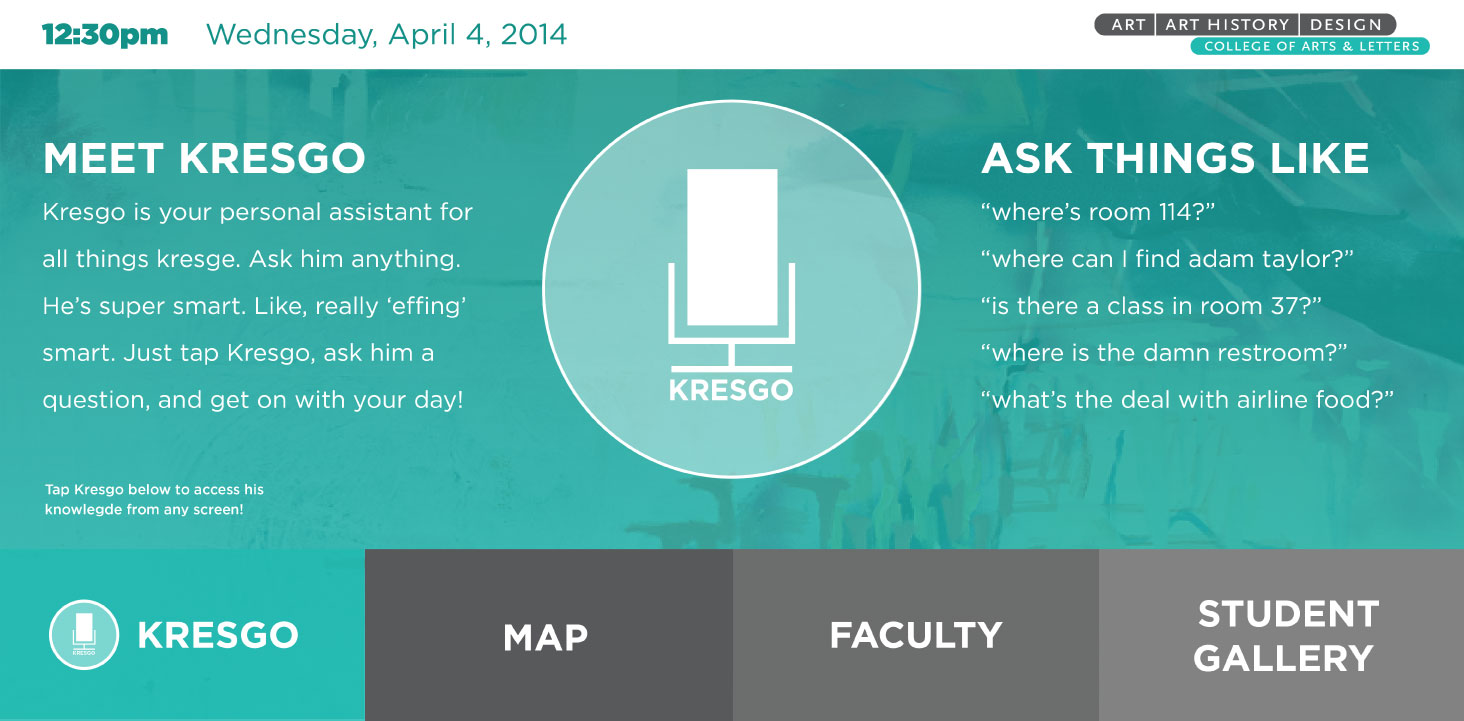 12:30pm Wednesday, April 4, 2014
ART | ART HISTORY | DESIGN
COLLEGE OF ARTS & LETTERS
MEET KRESGO
Kresgo is your personal assistant for
all things kresge. Ask him anything.
He’s super smart. Like, really ‘effing’
smart. Just tap Kresgo, ask him a
question, and get on with your day!
Tap Kresgo below to access his
knowlegde from any screen!
KRESGO
ASK THINGS LIKE
“where’s room 114?”
“where can I find adam taylor?”
“is there a class in room 37?”
“where is the damn restroom?”
“what’s the deal with airline food?”
KRESGO
KRESGO
MAP
FACULTY
STUDENT
GALLERY